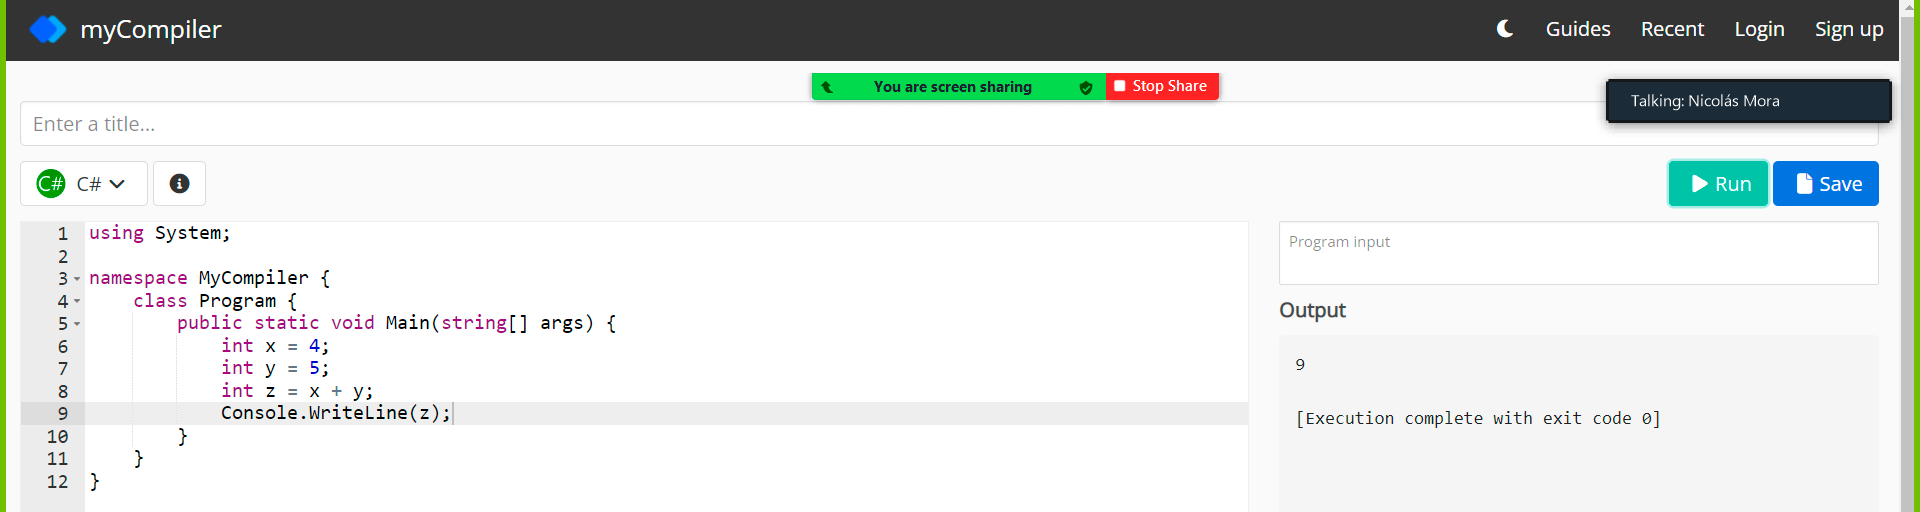 myCompiler
Guides Recent Login Sign up
You are screen sharing Stop Share
Talking: Nicolás Mora
Enter a title...
C# C#
Run Save
1 using System;
2
3 namespace MyCompiler {
4     class Program {
5         public static void Main(string[] args) {
6             int x = 4;
7             int y = 5;
8             int z = x + y;
9             Console.WriteLine(z);
10         }
11     }
12 }
Program input
Output
9
[Execution complete with exit code 0]